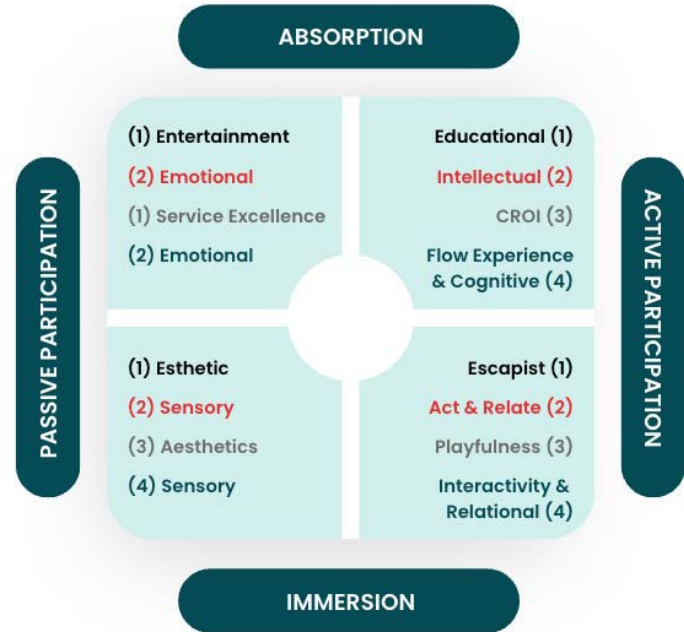 ABSORPTION
PASSIVE PARTICIPATION
(1) Entertainment
(2) Emotional
(1) Service Excellence
(2) Emotional
Educational (1)
Intellectual (2)
CROI (3)
Flow Experience
& Cognitive (4)
ACTIVE PARTICIPATION
(1) Esthetic
(2) Sensory
(3) Aesthetics
(4) Sensory
Escapist (1)
Act & Relate (2)
Playfulness (3)
Interactivity &
Relational (4)
IMMERSION